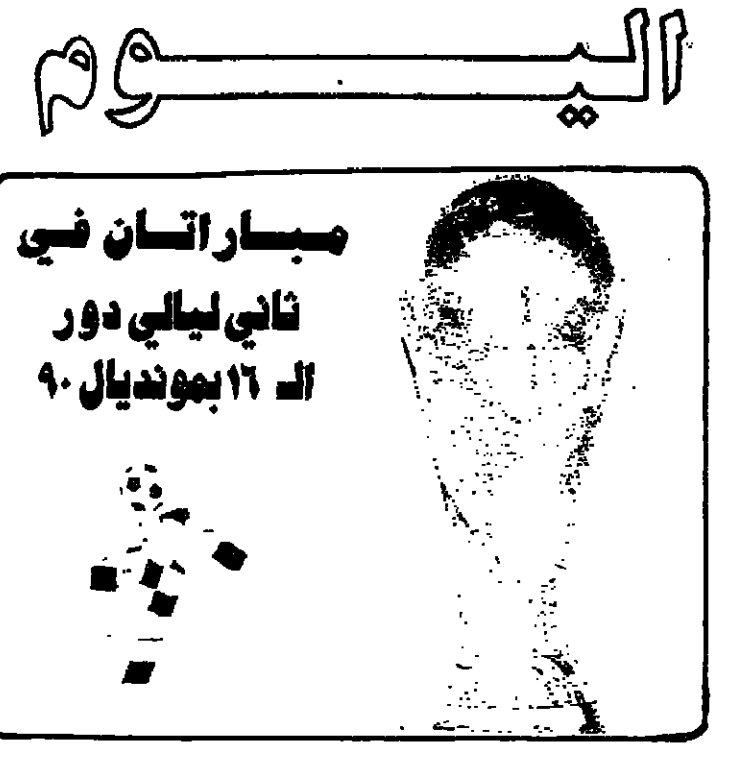 اليوم
مباراتان في
ثاني ليالي دور
الـ ١٦ بمونديال ٩٠